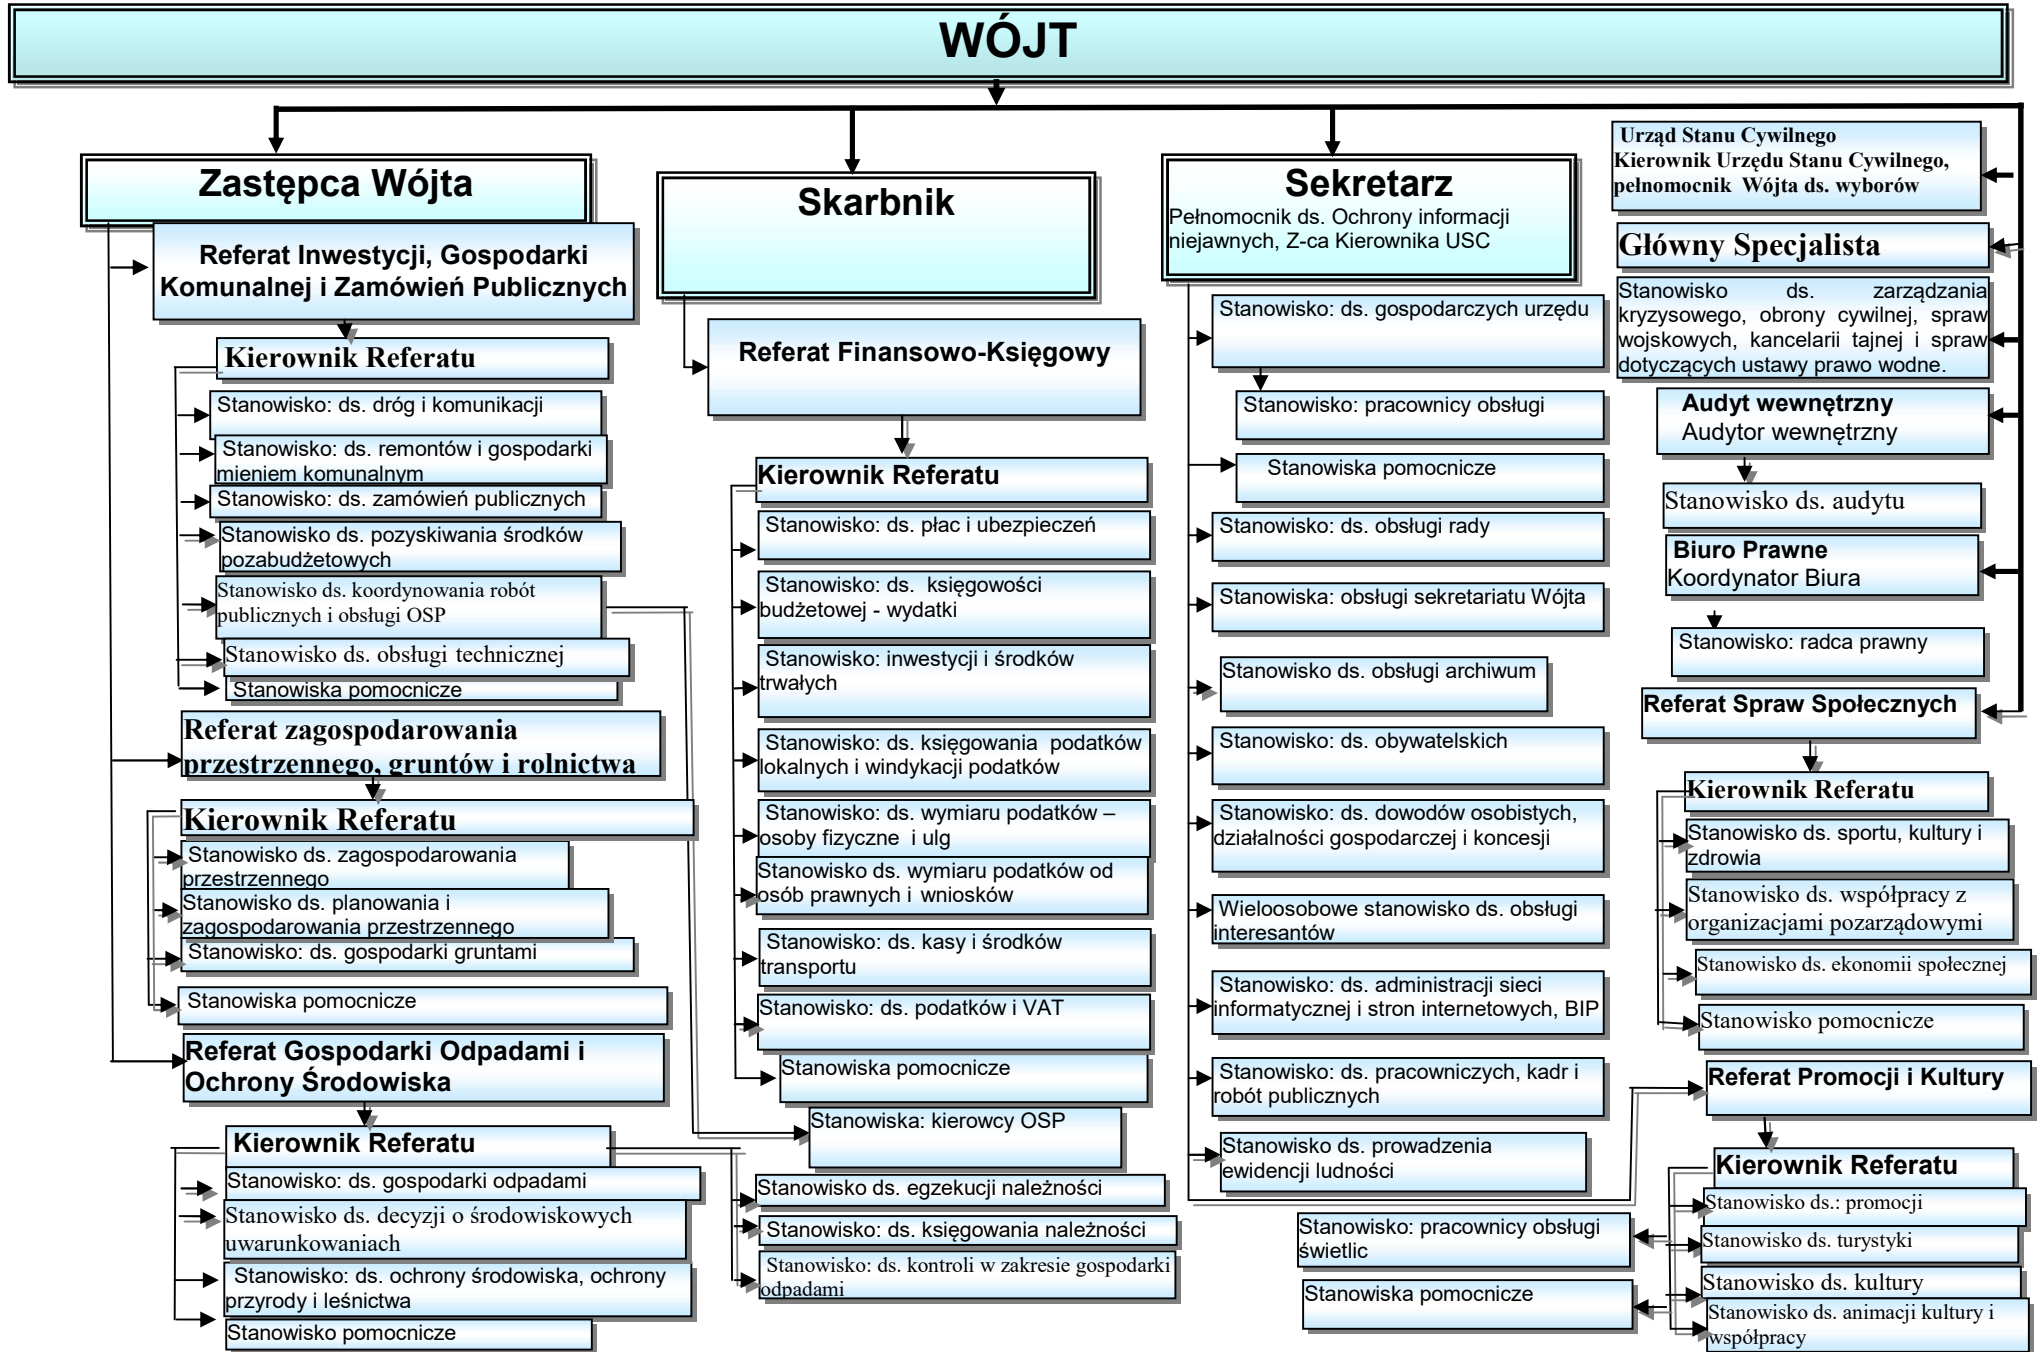 WÓJT
Zastępca Wójta
Referat Inwestycji, Gospodarki
Komunalnej i Zamówień Publicznych
Kierownik Referatu
Stanowisko: ds. dróg i komunikacji
Stanowisko: ds. remontów i gospodarki
mieniem komunalnym
Stanowisko: ds. zamówień publicznych
Stanowisko ds. pozyskiwania środków
pozabudżetowych
Stanowisko ds. koordynowania robót
publicznych i obsługi OSP
Stanowisko ds. obsługi technicznej
Stanowiska pomocnicze
Referat zagospodarowania
przestrzennego, gruntów i rolnictwa
Kierownik Referatu
Stanowisko ds. zagospodarowania
przestrzennego
Stanowisko ds. planowania i
zagospodarowania przestrzennego
Stanowisko: ds. gospodarki gruntami
Stanowiska pomocnicze
Referat Gospodarki Odpadami i
Ochrony Środowiska
Kierownik Referatu
Stanowisko: ds. gospodarki odpadami
Stanowisko ds. decyzji o środowiskowych
uwarunkowaniach
Stanowisko: ds. ochrony środowiska, ochrony
przyrody i leśnictwa
Stanowisko pomocnicze
Skarbnik
Referat Finansowo-Księgowy
Kierownik Referatu
Stanowisko: ds. płac i ubezpieczeń
Stanowisko: ds. księgowości
budżetowej - wydatki
Stanowisko: inwestycji i środków
trwałych
Stanowisko: ds. księgowania podatków
lokalnych i windykacji podatków
Stanowisko: ds. wymiaru podatków –
osoby fizyczne i ulg
Stanowisko ds. wymiaru podatków od
osób prawnych i wniosków
Stanowisko: ds. kasy i środków
transportu
Stanowisko: ds. podatków i VAT
Stanowiska pomocnicze
Stanowiska: kierowcy OSP
Stanowisko ds. egzekucji należności
Stanowisko: ds. księgowania należności
Stanowisko: ds. kontroli w zakresie gospodarki
odpadami
Sekretarz
Pełnomocnik ds. Ochrony informacji
niejawnych, Z-ca Kierownika USC
Stanowisko: ds. gospodarczych urzędu
Stanowisko: pracownicy obsługi
Stanowiska pomocnicze
Stanowisko: ds. obsługi rady
Stanowiska: obsługi sekretariatu Wójta
Stanowisko ds. obsługi archiwum
Stanowisko: ds. obywatelskich
Stanowisko: ds. dowodów osobistych,
działalności gospodarczej i koncesji
Wieloosobowe stanowisko ds. obsługi
interesantów
Stanowisko: ds. administracji sieci
informatycznej i stron internetowych, BIP
Stanowisko: ds. pracowniczych, kadr i
robót publicznych
Stanowisko ds. prowadzenia
ewidencji ludności
Stanowisko: pracownicy obsługi
świetlic
Stanowiska pomocnicze
Urząd Stanu Cywilnego
Kierownik Urzędu Stanu Cywilnego,
pełnomocnik Wójta ds. wyborów
Główny Specjalista
Stanowisko ds. zarządzania
kryzysowego, obrony cywilnej, spraw
wojskowych, kancelarii tajnej i spraw
dotyczących ustawy prawo wodne.
Audyt wewnętrzny
Audytor wewnętrzny
Stanowisko ds. audytu
Biuro Prawne
Koordynator Biura
Stanowisko: radca prawny
Referat Spraw Społecznych
Kierownik Referatu
Stanowisko ds. sportu, kultury i
zdrowia
Stanowisko ds. współpracy z
organizacjami pozarządowymi
Stanowisko ds. ekonomii społecznej
Stanowisko pomocnicze
Referat Promocji i Kultury
Kierownik Referatu
Stanowisko ds.: promocji
Stanowisko ds. turystyki
Stanowisko ds. kultury
Stanowisko ds. animacji kultury i
współpracy